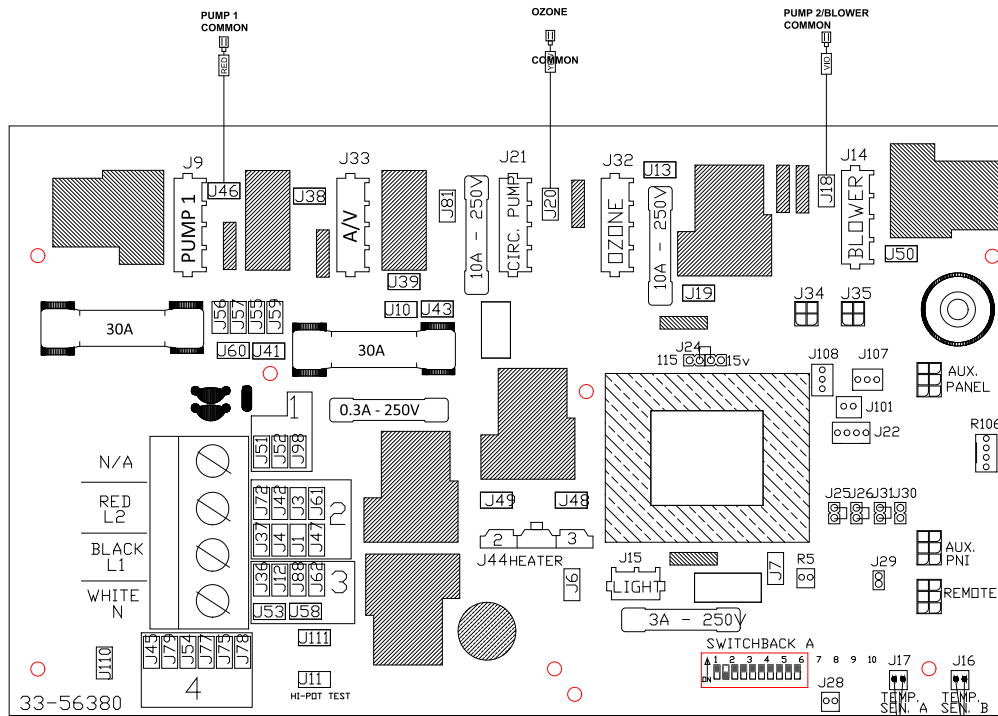 PUMP 1
COMMON
OZONE
COMMON
PUMP 2/BLOWER
COMMON
RED
VIO
J9
J33
J21
J32
J14
J46
J38
J81
J20
J13
J18
J50
PUMP 1
A/V
10A - 250V
CIRC. PUMP
OZONE
10A - 250V
BLOWER
J39
J19
J56
J57
J55
J59
J10
J43
J34
J35
30A
30A
J60
J41
J24
115
15v
J108
J107
AUX.
PANEL
J101
J22
R106
0.3A - 250V
1
J51
J52
J98
N/A
RED
L2
BLACK
L1
WHITE
N
J72
J42
J3
J61
2
J37
J4
J1
J47
J36
J12
J88
J62
3
J53
J58
J49
J48
2
3
J44
HEATER
J25
J26
J31
J30
AUX.
PNI
J15
LIGHT
J6
J7
R5
J29
REMOTE
3A - 250V
J111
J45
J79
J54
J77
J75
J78
4
J110
J11
HI-POT TEST
33-56380
SWITCHBACK A
ON
1 2 3 4 5 6 7 8 9 10
J28
J17
J16
TEMP.
SEN. A
TEMP.
SEN. B